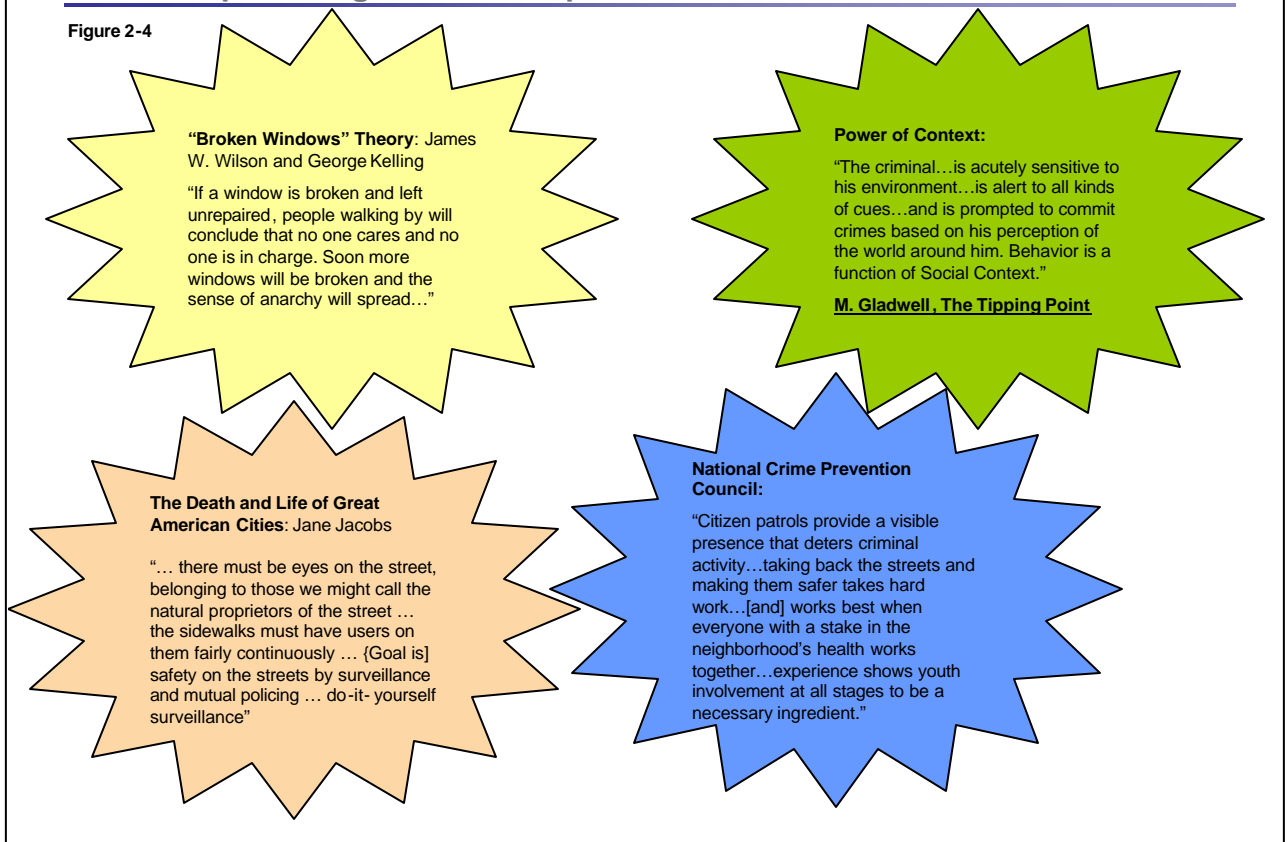 Figure 2-4
“Broken Windows” Theory: James
W. Wilson and George Kelling
“If a window is broken and left
unrepaired, people walking by will
conclude that no one cares and no
one is in charge. Soon more
windows will be broken and the
sense of anarchy will spread…”
Power of Context:
“The criminal…is acutely sensitive to
his environment…is alert to all kinds
of cues…and is prompted to commit
crimes based on his perception of
the world around him. Behavior is a
function of Social Context.”
M. Gladwell, The Tipping Point
The Death and Life of Great
American Cities: Jane Jacobs
“… there must be eyes on the street,
belonging to those we might call the
natural proprietors of the street …
the sidewalks must have users on
them fairly continuously … {Goal is]
safety on the streets by surveillance
and mutual policing … do-it- yourself
surveillance”
National Crime Prevention
Council:
“Citizen patrols provide a visible
presence that deters criminal
activity…taking back the streets and
making them safer takes hard
work…[and] works best when
everyone with a stake in the
neighborhood’s health works
together…experience shows youth
involvement at all stages to be a
necessary ingredient.”